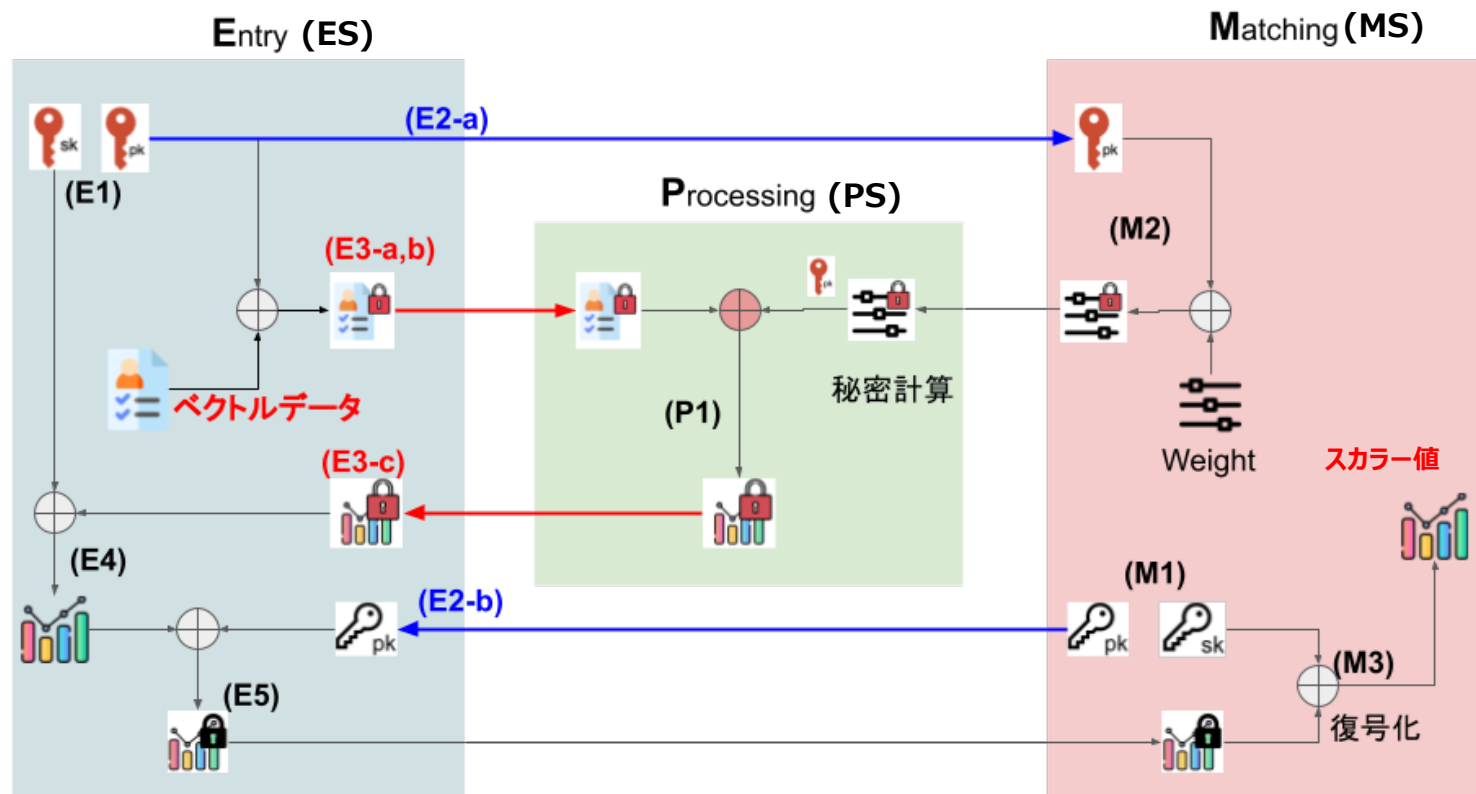 Entry (ES)
Matching (MS)
sk
pk
(E1)
(E2-a)
pk
Processing (PS)
(M2)
(E3-a,b)
pk
ベクトルデータ
秘密計算
(P1)
Weight
スカラー値
(E3-c)
(E4)
(M1)
(E2-b)
pk
pk
sk
(M3)
(E5)
復号化